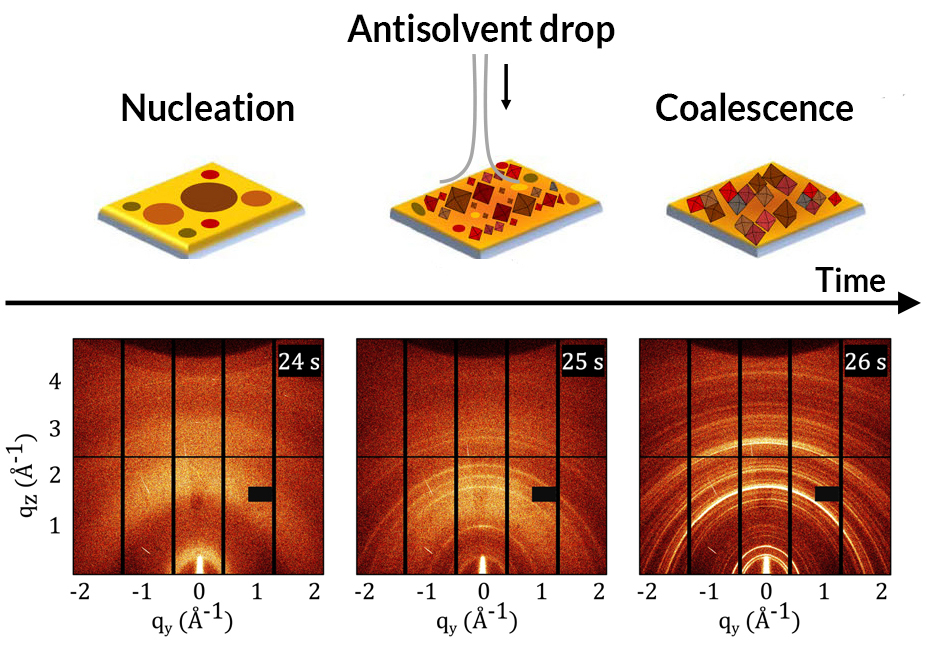 Antisolvent drop
Nucleation
Coalescence
Time
24 s
25 s
26 s
4
3
2
1
qz (Å-1)
-2 -1 0 1 2
-2 -1 0 1 2
-2 -1 0 1 2
qy (Å-1)
qy (Å-1)
qy (Å-1)